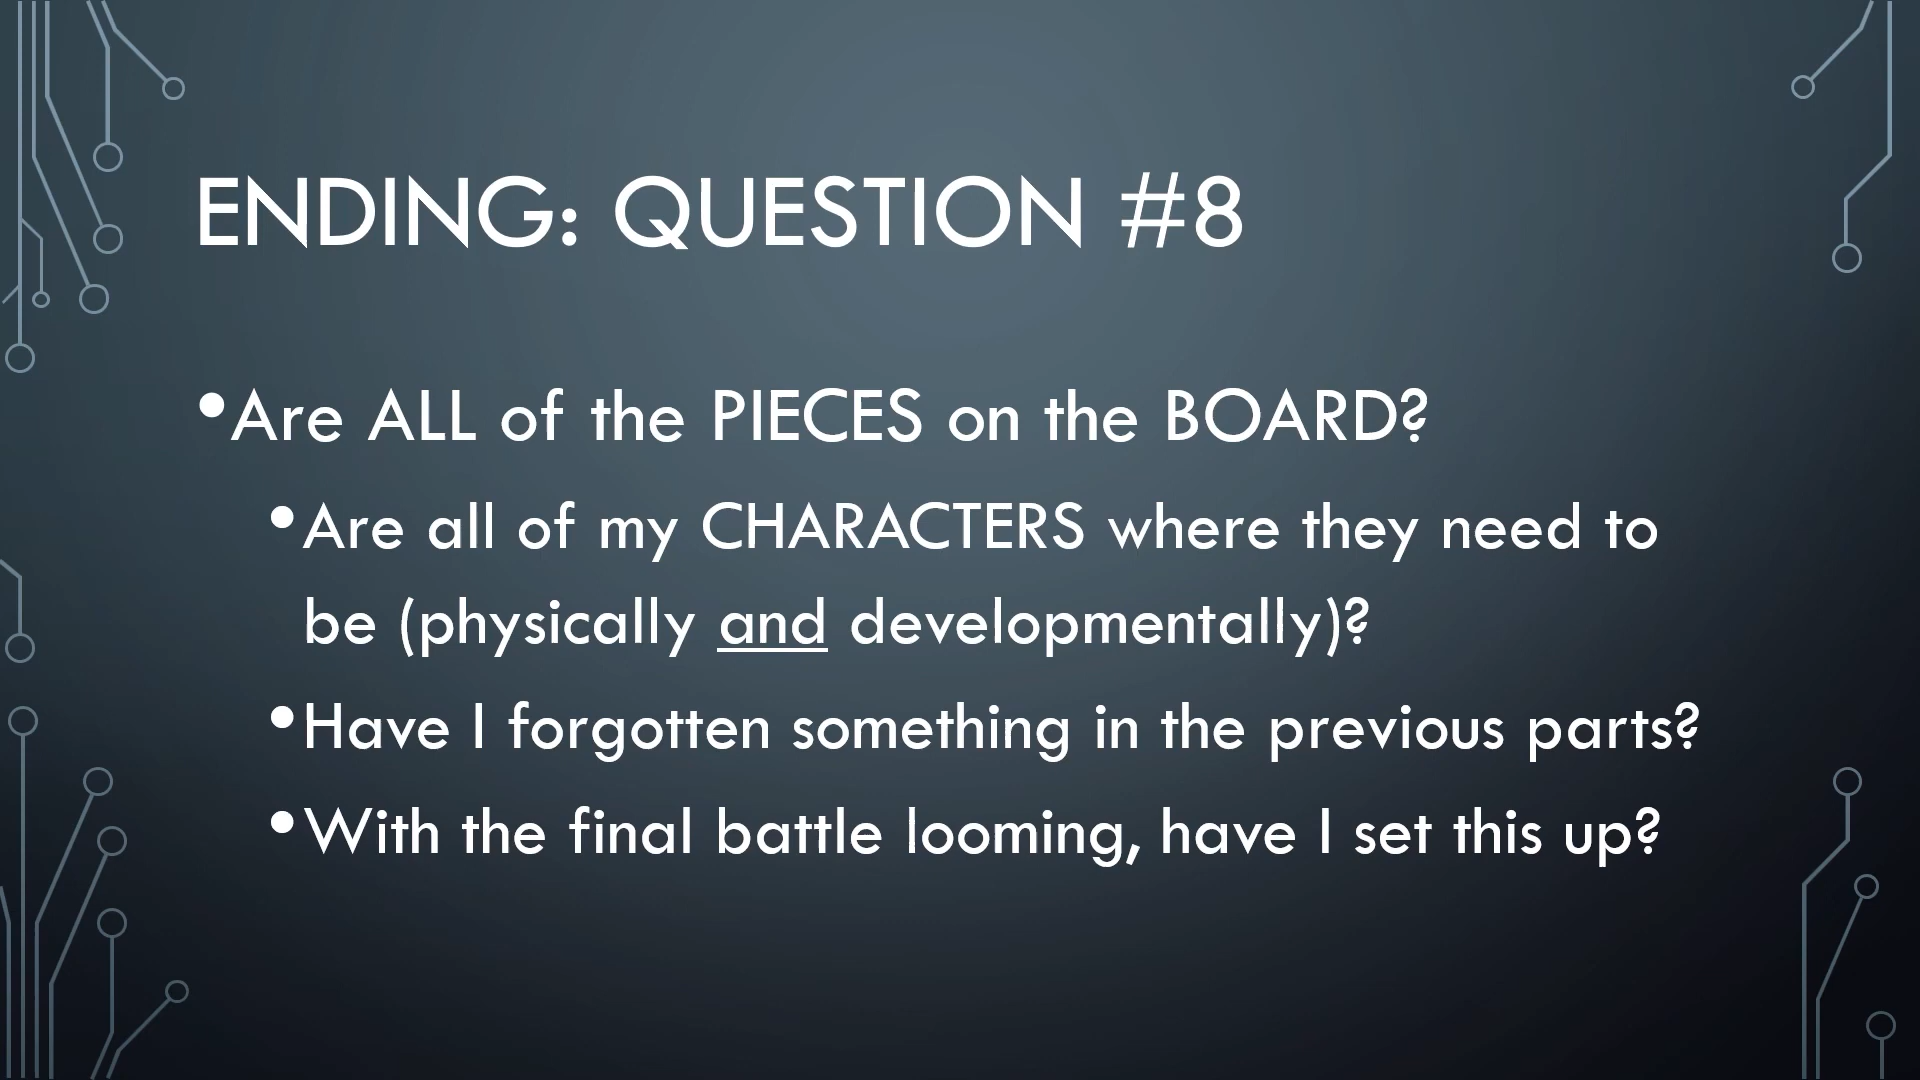 ENDING: QUESTION #8
•Are ALL of the PIECES on the BOARD?
•Are all of my CHARACTERS where they need to
be (physically and developmentally)?
•Have I forgotten something in the previous parts?
•With the final battle looming, have I set this up?